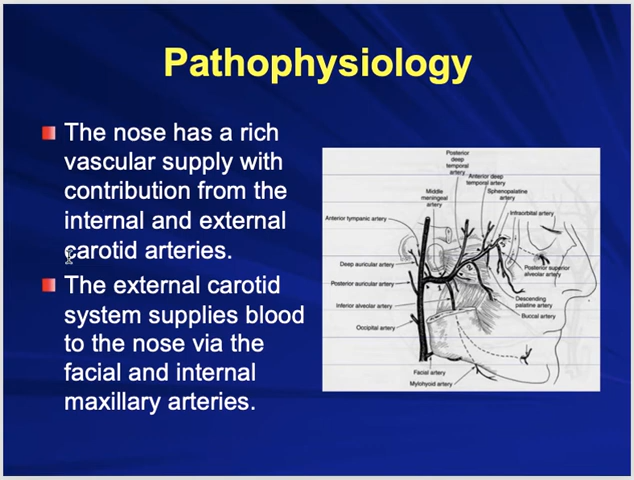 Pathophysiology
The nose has a rich
vascular supply with
contribution from the
internal and external
carotid arteries.
The external carotid
system supplies blood
to the nose via the
facial and internal
maxillary arteries.
Posterior
deep
temporal
artery
Anterior deep
temporal artery
Middle
meningeal
artery
Sphenopalatine
artery
Infraorbital artery
Anterior tympanic artery
Deep auricular artery
Posterior superior
alveolar artery
Posterior auricular artery
Descending
palatine artery
Inferior alveolar artery
Buccal artery
Occipital artery
Facial artery
Mylohyoid artery